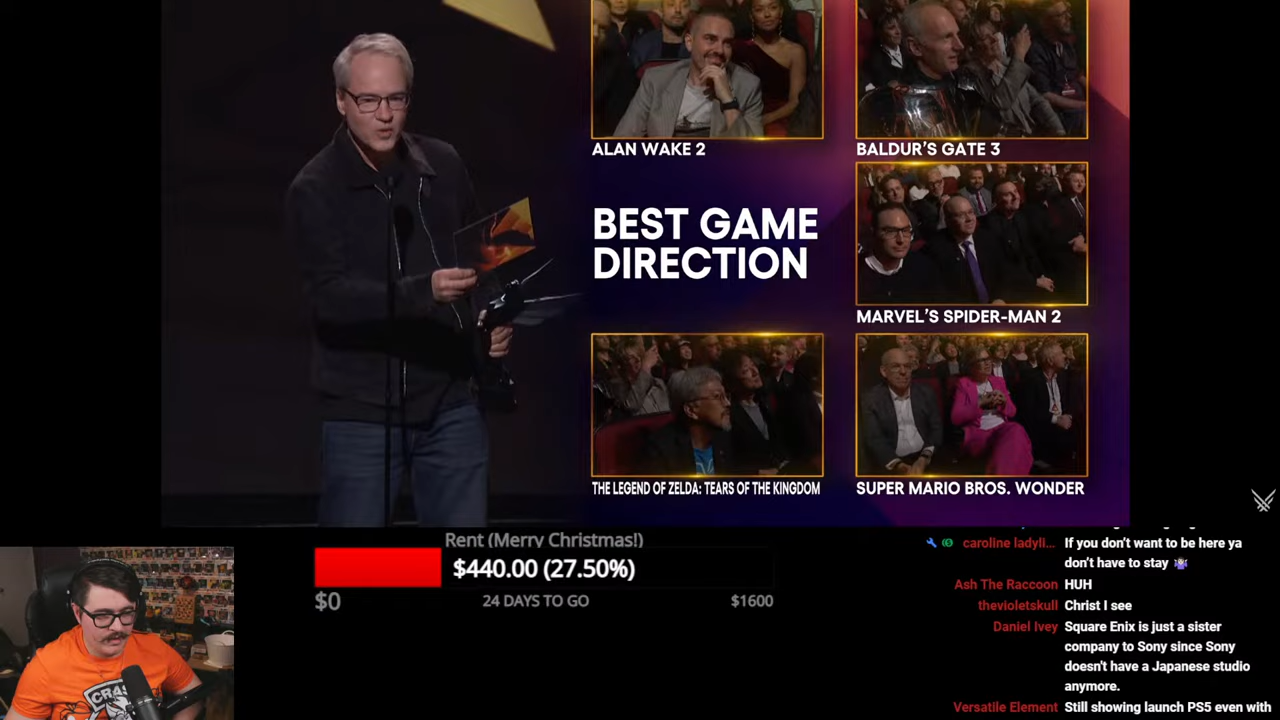 ALAN WAKE 2
BALDUR'S GATE 3
BEST GAME
DIRECTION
MARVEL'S SPIDER-MAN 2
THE LEGEND OF ZELDA: TEARS OF THE KINGDOM
SUPER MARIO BROS. WONDER
Rent (Merry Christmas!)
$440.00 (27.50%)
$0
24 DAYS TO GO
$1600
caroline ladyli... If you don't want to be here ya
don't have to stay
Ash The Raccoon HUH
thevioletskull Christ I see
Daniel Ivey Square Enix is just a sister
company to Sony since Sony
doesn't have a Japanese studio
anymore.
Versatile Element Still showing launch PS5 even with
CRAS